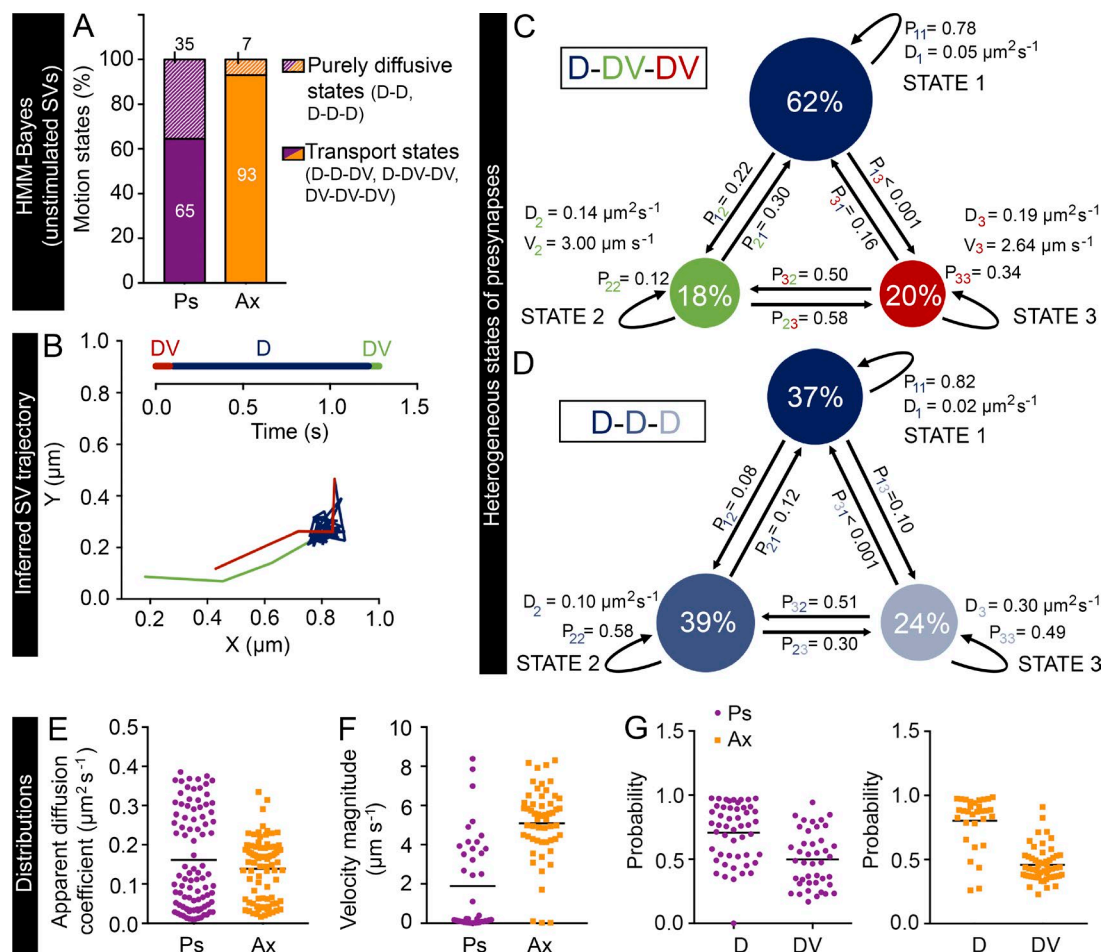 HMM-Bayes
(unstimulated SVs)
A
35
7
100
80
60
40
20
0
Motion states (%)
65
93
Ps
Ax
Purely diffusive
states (D-D,
D-D-D)
Transport states
(D-D-DV, D-DV-DV,
DV-DV-DV)
Inferred SV trajectory
B
DV
D
DV
0.0
0.5
1.0
1.5
Time (s)
1.0
0.8
0.6
0.4
0.2
0.0
Y (µm)
0.2
0.4
0.6
0.8
1.0
X (µm)
Heterogeneous states of presynapses
C
D-DV-DV
P11= 0.78
D1 = 0.05 µm²s-1
STATE 1
62%
P12= 0.22
P21= 0.30
P13< 0.001
P31= 0.16
D2 = 0.14 µm²s-1
V2 = 3.00 µm s-1
P22= 0.12
18%
STATE 2
P32= 0.50
P23= 0.58
D3 = 0.19 µm²s-1
V3 = 2.64 µm s-1
P33= 0.34
20%
STATE 3
D
D-D-D
P11= 0.82
D1 = 0.02 µm²s-1
STATE 1
37%
P12= 0.08
P21= 0.12
P13=0.10
P31< 0.001
D2 = 0.10 µm²s-1
P22= 0.58
39%
STATE 2
P32= 0.51
P23= 0.30
D3 = 0.30 µm²s-1
P33= 0.49
24%
STATE 3
Distributions
E
0.5
0.4
0.3
0.2
0.1
0.0
Apparent diffusion
coefficient (µm² s-1)
Ps
Ax
F
10
8
6
4
2
0
Velocity magnitude
(µm s-1)
Ps
Ax
G
Ps
Ax
1.5
1.0
0.5
0.0
Probability
D
DV
1.5
1.0
0.5
0.0
Probability
D
DV